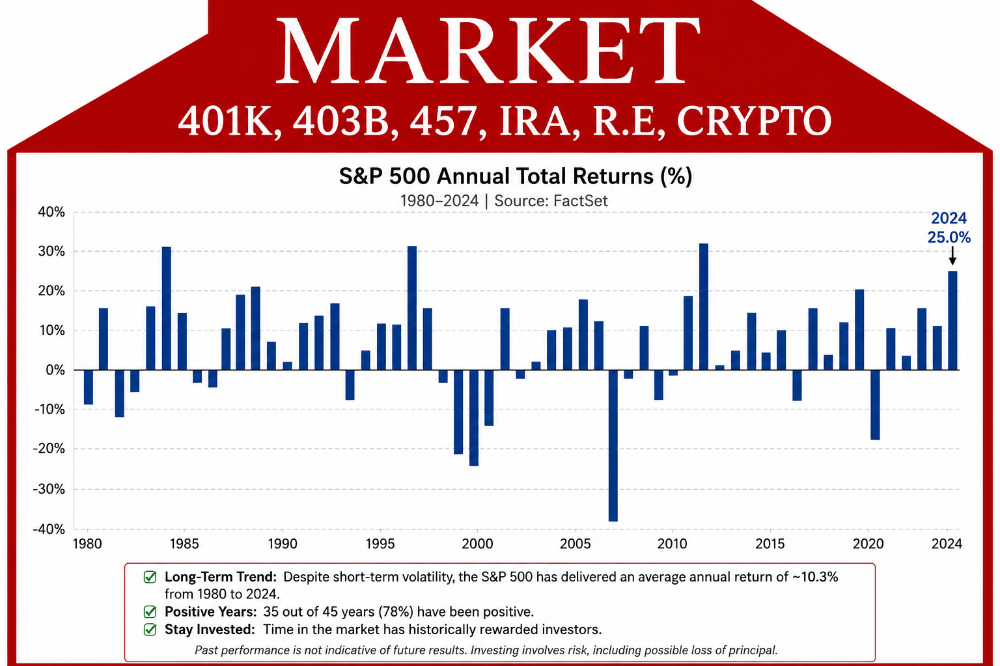 MARKET
401K, 403B, 457, IRA, R.E, CRYPTO
S&P 500 Annual Total Returns (%)
1980–2024 | Source: FactSet
40%
30%
20%
10%
0%
-10%
-20%
-30%
-40%
2024
25.0%
1980 1985 1990 1995 2000 2005 2010 2015 2020 2024
Long-Term Trend: Despite short-term volatility, the S&P 500 has delivered an average annual return of ~10.3%
from 1980 to 2024.
Positive Years: 35 out of 45 years (78%) have been positive.
Stay Invested: Time in the market has historically rewarded investors.
Past performance is not indicative of future results. Investing involves risk, including possible loss of principal.